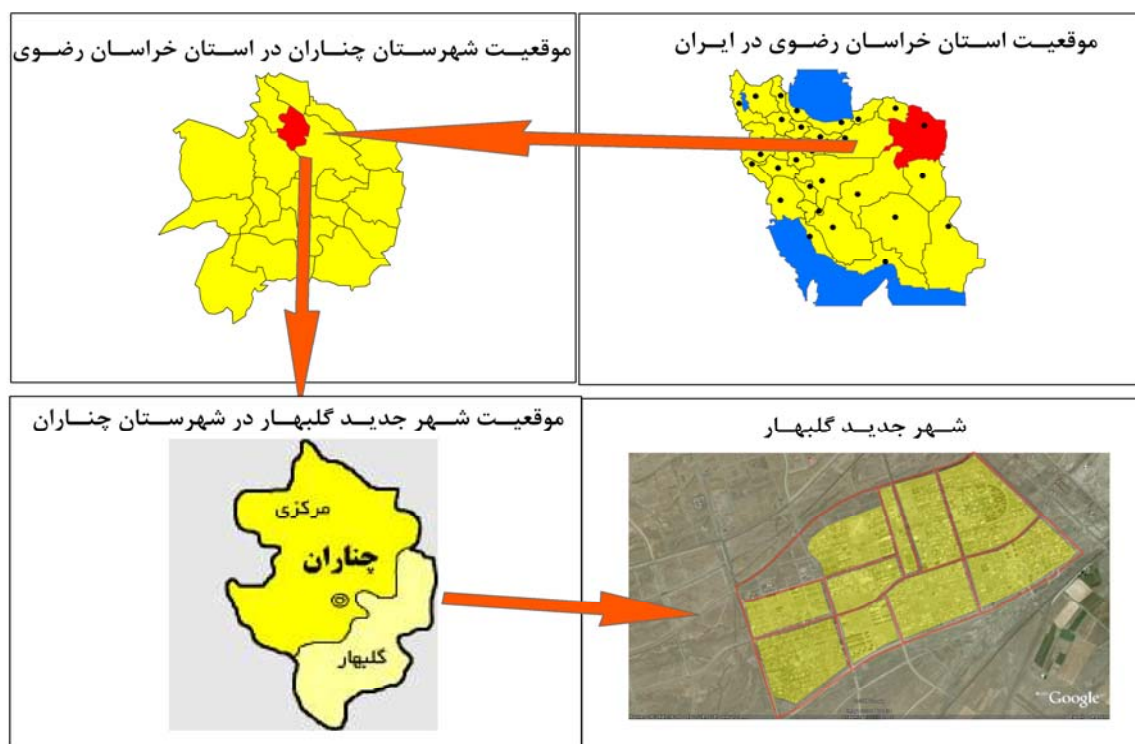 موقعیت استان خراسان رضوی در ایران
موقعیت شهرستان چناران در استان خراسان رضوی
موقعیت شهر جدید گلبهار در شهرستان چناران
مرکزی
چناران
گلبهار
شهر جدید گلبهار
Google